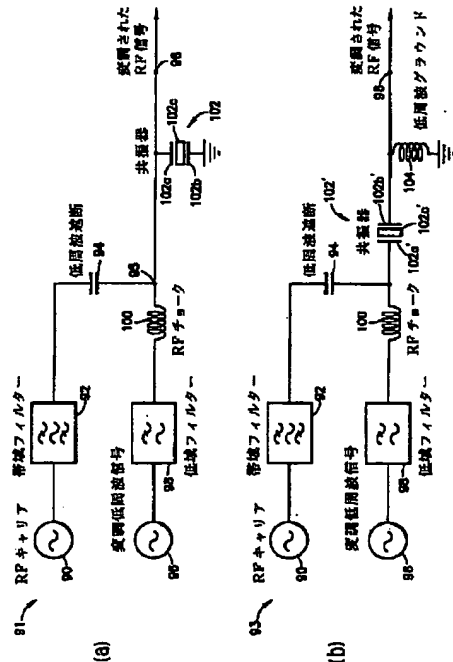 (a)
91
RFキャリア
90
帯域フィルター
92
低周波遮断
94
95
変調低周波信号
96
低域フィルター
98
100
RFチョーク
共振器
102a
102b
102c
102
変調された
RF信号
96
(b)
93
RFキャリア
90
帯域フィルター
92
低周波遮断
94
変調低周波信号
96
低域フィルター
98
100
RFチョーク
共振器
102'
102a'
102b'
102c'
変調された
RF信号
98
104
低周波グラウンド